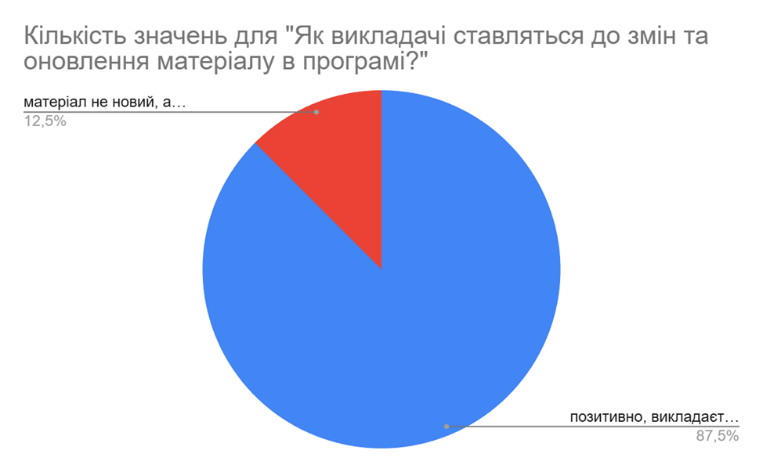 Кількість значень для "Як викладачі ставляться до змін та
оновлення матеріалу в програмі?"
матеріал не новий, а…
12,5%
позитивно, викладаєт…
87,5%